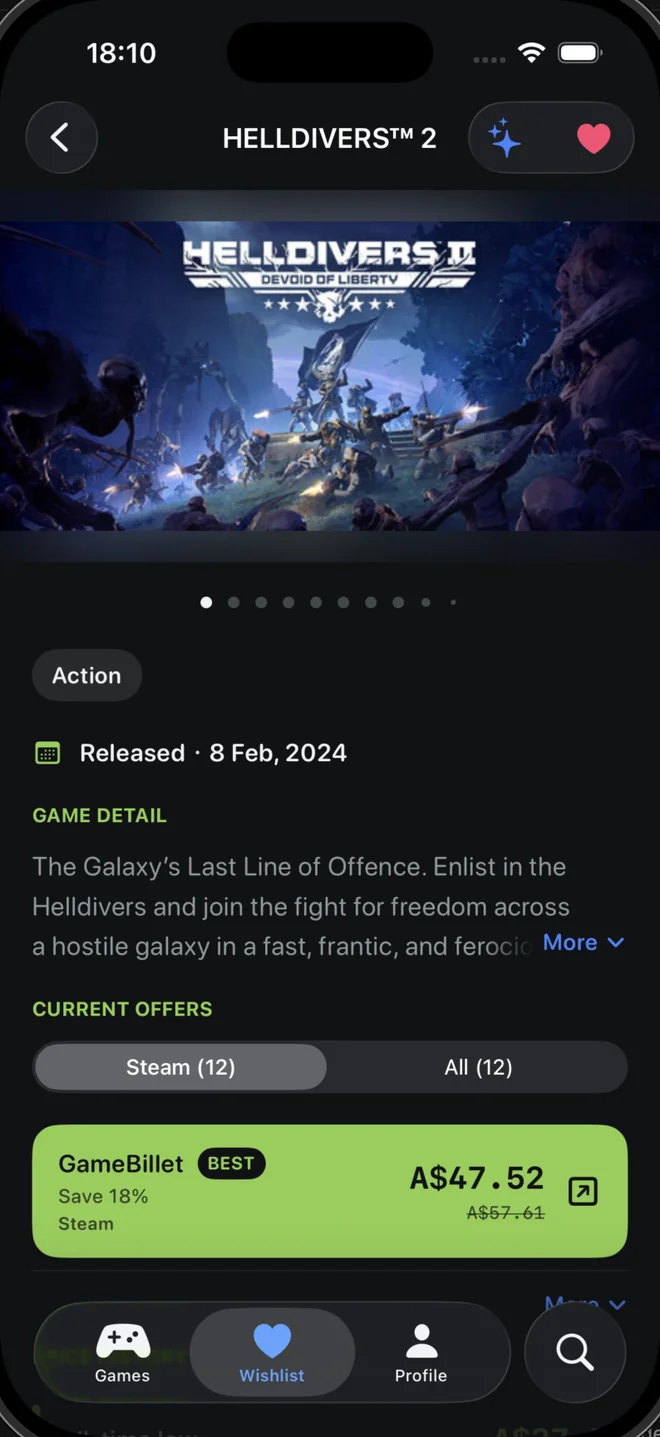 18:10
HELLDIVERS™ 2
HELLDIVERS II
DEVOID OF LIBERTY
Action
Released · 8 Feb, 2024
GAME DETAIL
The Galaxy’s Last Line of Offence. Enlist in the
Helldivers and join the fight for freedom across
a hostile galaxy in a fast, frantic, and ferocio
More
CURRENT OFFERS
Steam (12)
All (12)
GameBillet BEST
A$47.52
Save 18%
A$57.61
Steam
More
Games
Wishlist
Profile